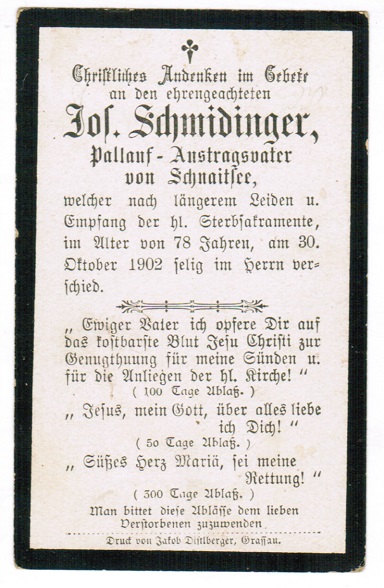 Christliches Andenken im Gebete
an den ehrengeachteten
Jos. Schmidinger,
Pallauf-Austragsvater
von Schnaitsee,
welcher nach längerem Leiden u.
Empfang der hl. Sterbsakramente,
im Alter von 78 Jahren, am 30.
Oktober 1902 selig im Herrn ver-
schied.
„Ewiger Vater ich opfere Dir auf
das kostbarste Blut Jesu Christi zur
Genugthuung für meine Sünden u.
für die Anliegen der hl. Kirche!"
(100 Tage Ablaß.)
„Jesus, mein Gott, über alles liebe
ich Dich!"
(50 Tage Ablaß.)
„Süßes Herz Mariä, sei meine
Rettung!"
(300 Tage Ablaß.)
Man bittet diese Ablässe dem lieben
Verstorbenen zuzuwenden
Druck von Jakob Distlberger, Grassau.